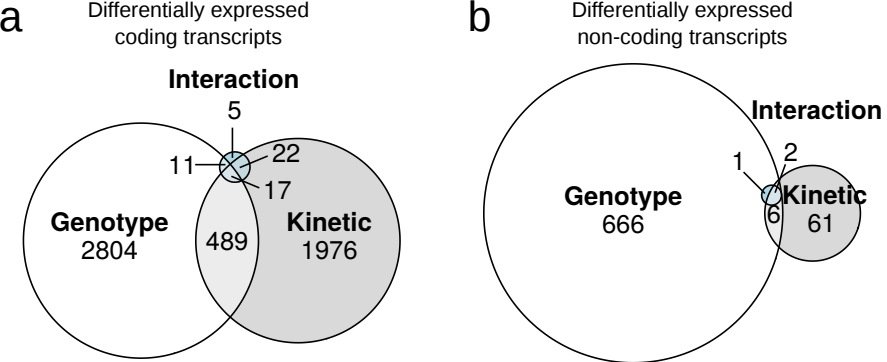 a
Differentially expressed
coding transcripts
Interaction
5
11
22
17
Genotype
2804
489
Kinetic
1976
b
Differentially expressed
non-coding transcripts
Interaction
1
2
Genotype
666
6
Kinetic
61